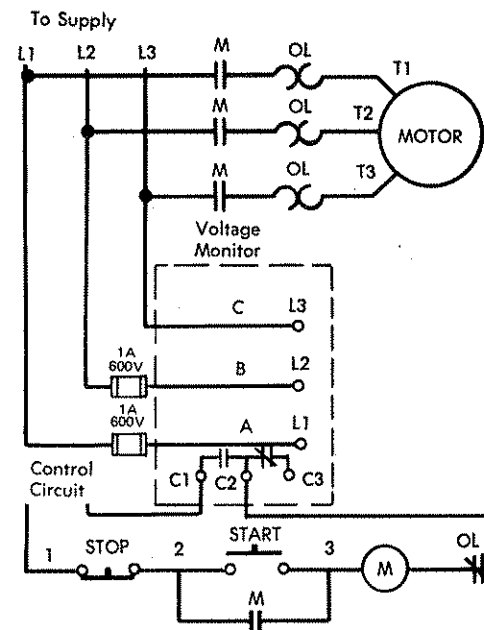 To Supply
L1 L2 L3 M OL T1
M OL T2
MOTOR
M OL T3
Voltage
Monitor
C L3
1A
600V
B L2
1A
600V
A L1
Control
Circuit
C1 C2 C3
1 STOP 2 START 3 M OL
M